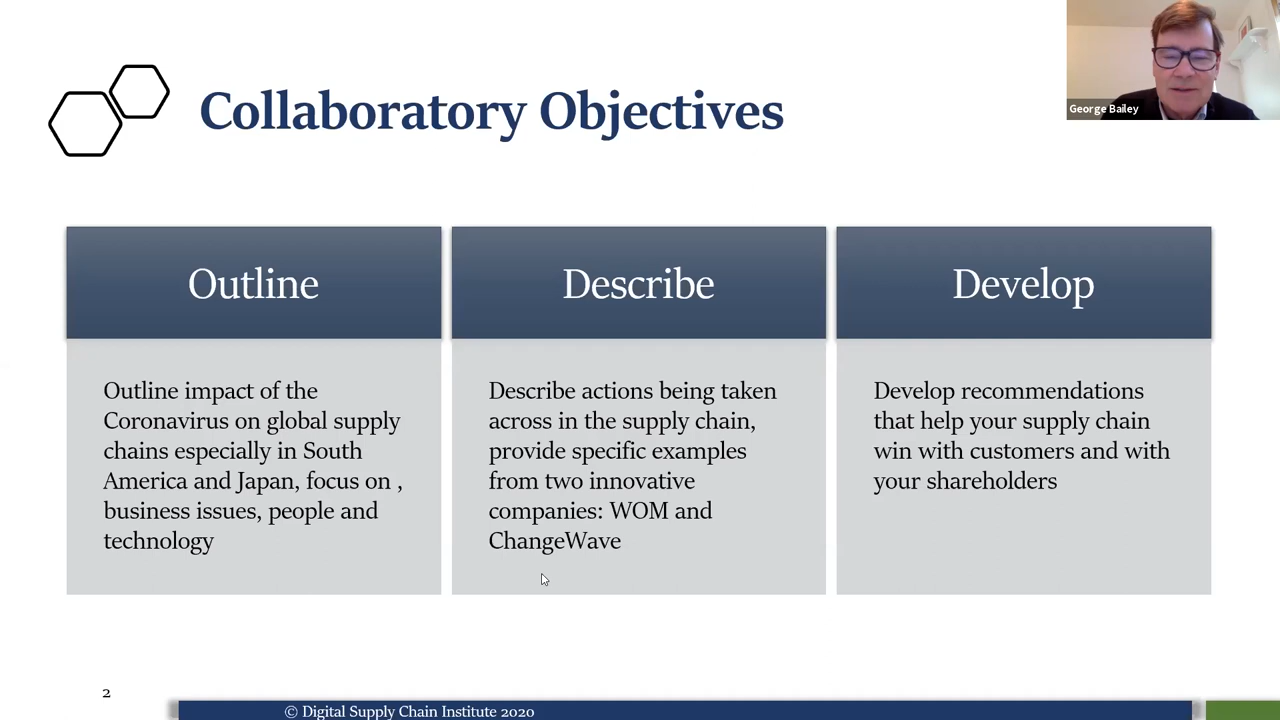 Collaboratory Objectives
George Bailey
Outline
Outline impact of the
Coronavirus on global supply
chains especially in South
America and Japan, focus on ,
business issues, people and
technology
Describe
Describe actions being taken
across in the supply chain,
provide specific examples
from two innovative
companies: WOM and
ChangeWave
Develop
Develop recommendations
that help your supply chain
win with customers and with
your shareholders
2
© Digital Supply Chain Institute 2020